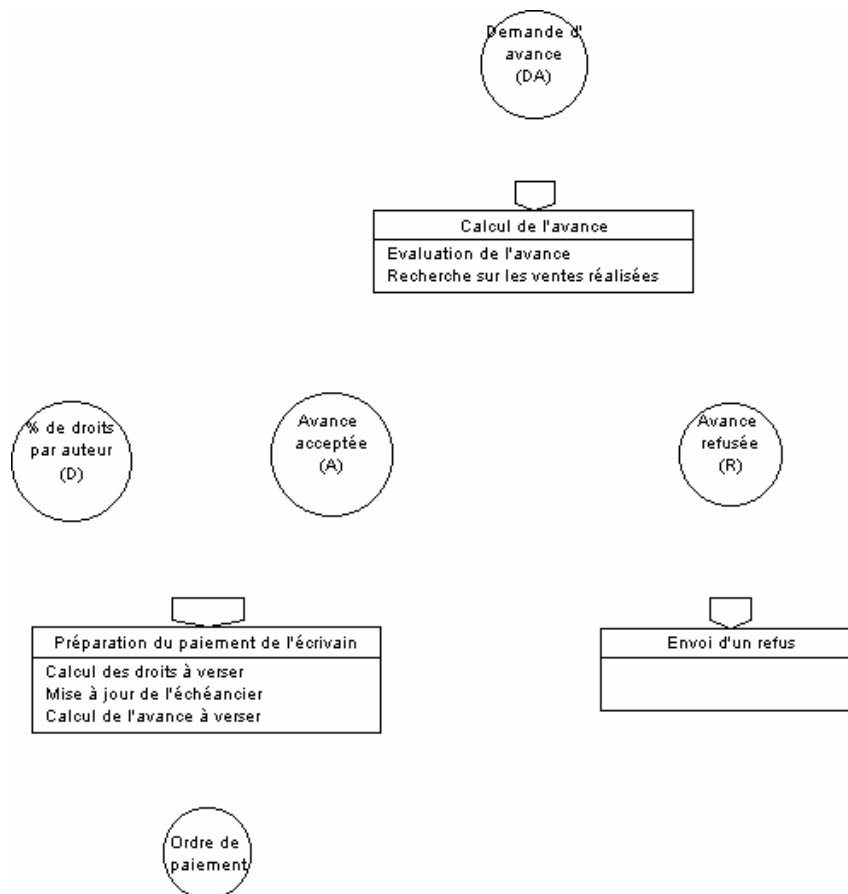 Demande d'
avance
(DA)
Calcul de l'avance
Evaluation de l'avance
Recherche sur les ventes réalisées
% de droits
par auteur
(D)
Avance
acceptée
(A)
Avance
refusée
(R)
Préparation du paiement de l'écrivain
Calcul des droits à verser
Mise à jour de l'échéancier
Calcul de l'avance à verser
Envoi d'un refus
Ordre de
paiement